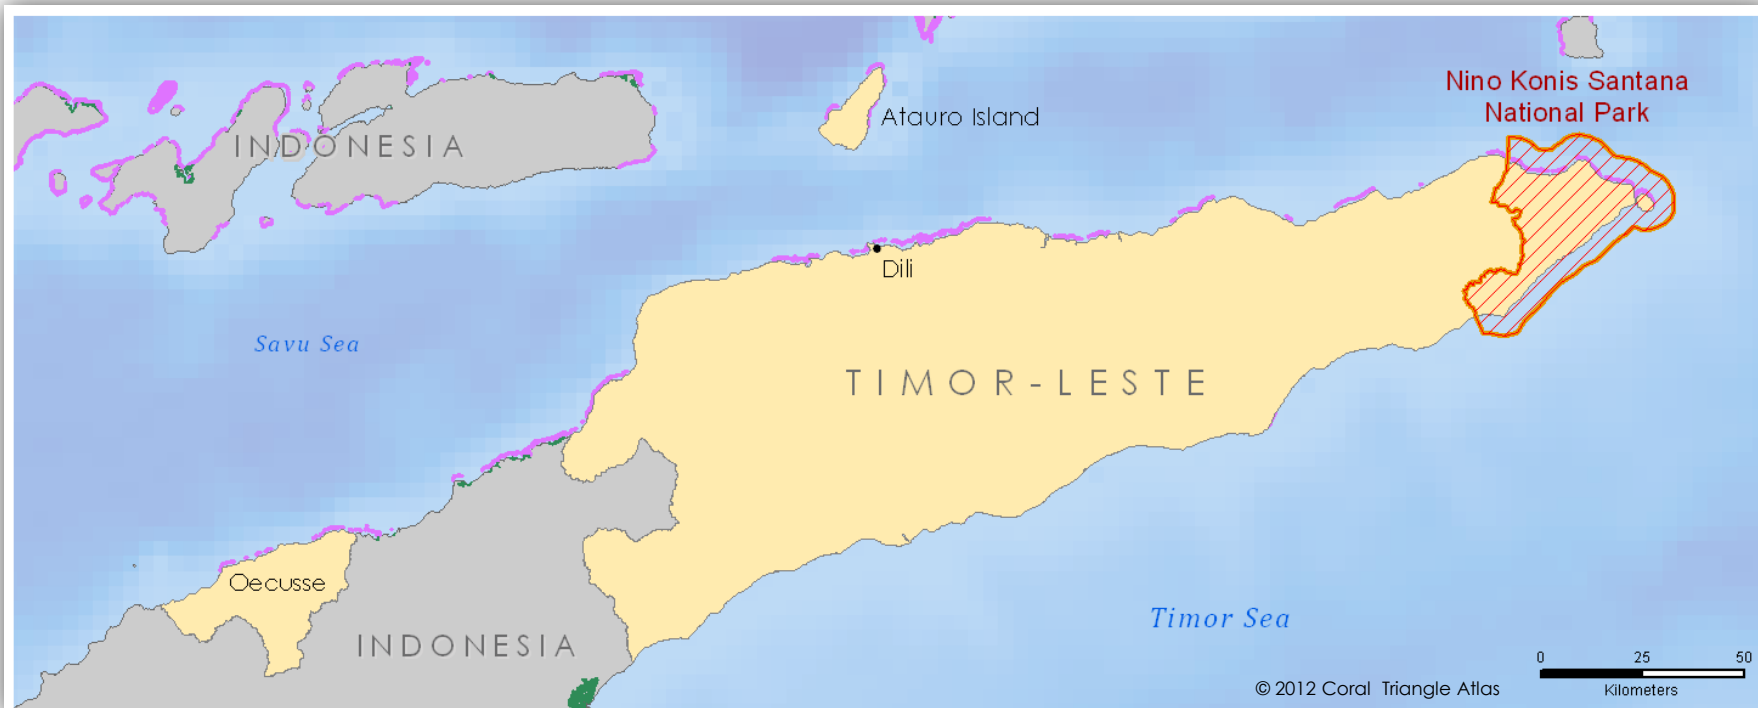 Nino Konis Santana
National Park
Atauro Island
INDONESIA
Dili
Savu Sea
TIMOR-LESTE
Oecusse
INDONESIA
Timor Sea
0 25 50
Kilometers
© 2012 Coral Triangle Atlas